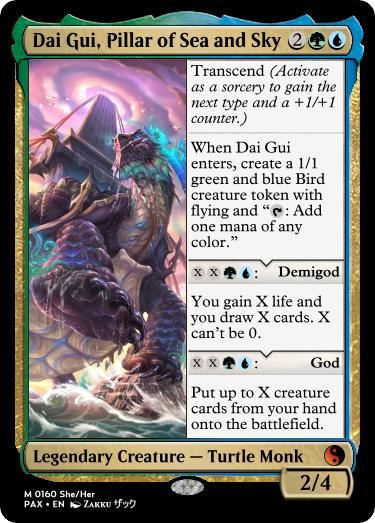 Dai Gui, Pillar of Sea and Sky 2
Transcend (Activate
as a sorcery to gain the
next type and a +1/+1
counter.)
When Dai Gui
enters, create a 1/1
green and blue Bird
creature token with
flying and “: Add
one mana of any
color.”
X X : Demigod
You gain X life and
you draw X cards. X
can't be 0.
X X : God
Put up to X creature
cards from your hand
onto the battlefield.
Legendary Creature — Turtle Monk
2/4
M 0160 She/Her
PAX • EN Zakku ザック